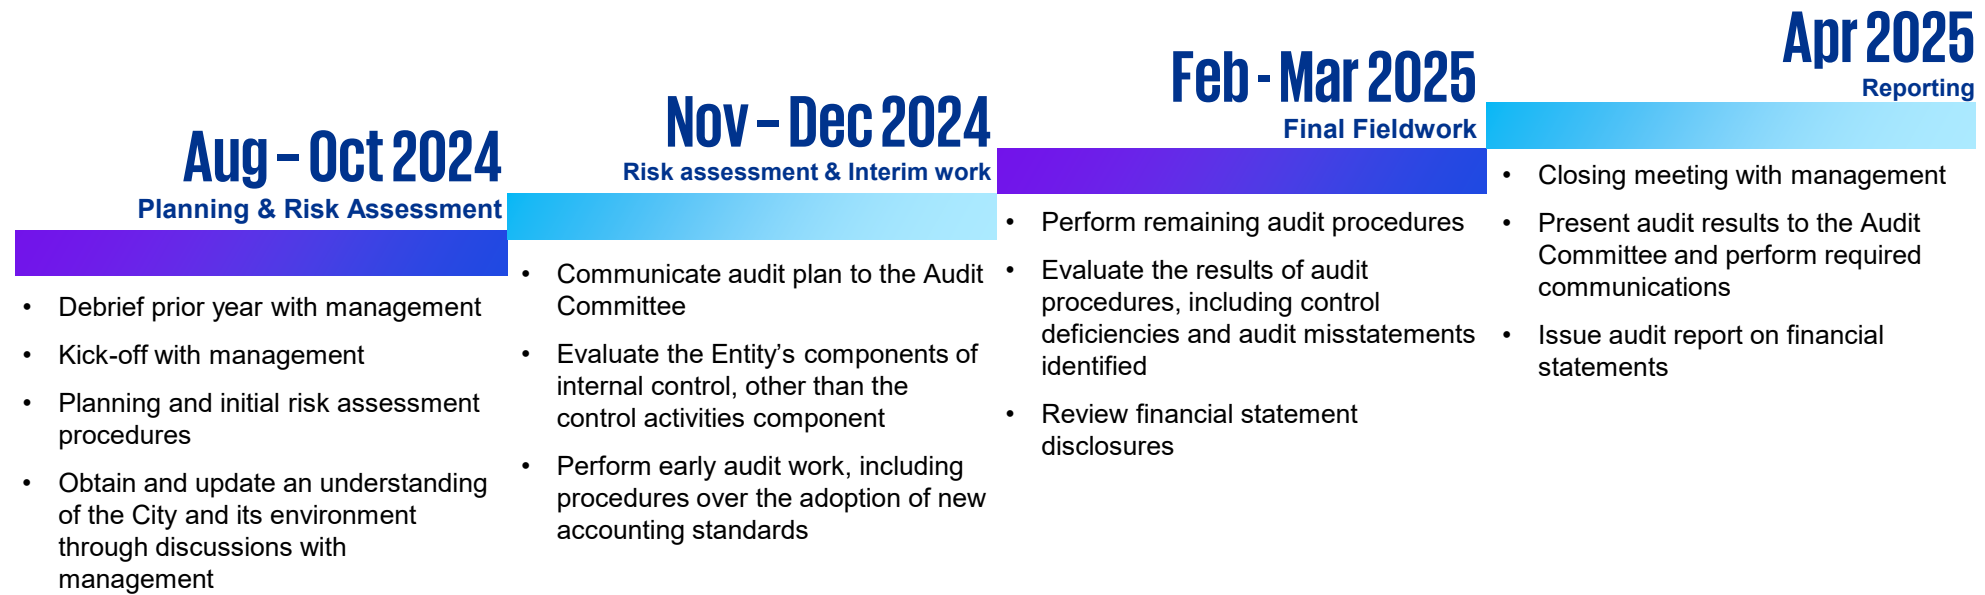 Aug – Oct 2024
Planning & Risk Assessment
• Debrief prior year with management
• Kick-off with management
• Planning and initial risk assessment
procedures
• Obtain and update an understanding
of the City and its environment
through discussions with
management
Nov – Dec 2024
Risk assessment & Interim work
• Communicate audit plan to the Audit
Committee
• Evaluate the Entity’s components of
internal control, other than the
control activities component
• Perform early audit work, including
procedures over the adoption of new
accounting standards
Feb - Mar 2025
Final Fieldwork
• Perform remaining audit procedures
• Evaluate the results of audit
procedures, including control
deficiencies and audit misstatements
identified
• Review financial statement
disclosures
Apr 2025
Reporting
• Closing meeting with management
• Present audit results to the Audit
Committee and perform required
communications
• Issue audit report on financial
statements